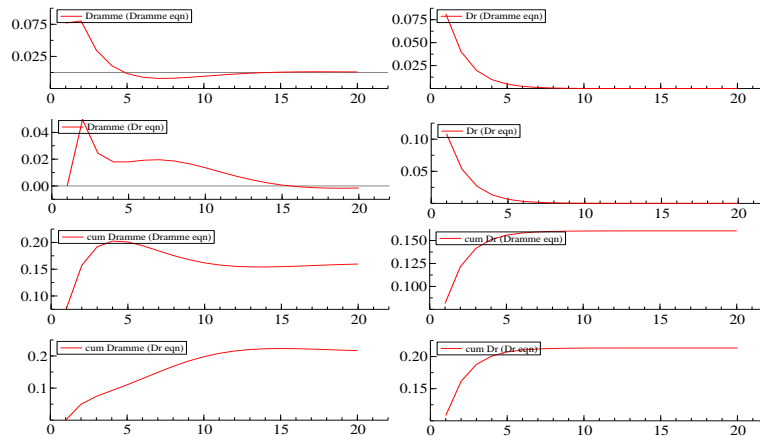 Dramme (Dramme eqn)
0.075
0.025
0 5 10 15 20
Dr (Dramme eqn)
0.075
0.050
0.025
0 5 10 15 20
Dramme (Dr eqn)
0.04
0.02
0.00
0 5 10 15 20
Dr (Dr eqn)
0.10
0.05
0 5 10 15 20
cum Dramme (Dramme eqn)
0.20
0.15
0.10
0 5 10 15 20
cum Dr (Dramme eqn)
0.150
0.125
0.100
0 5 10 15 20
cum Dramme (Dr eqn)
0.2
0.1
0 5 10 15 20
cum Dr (Dr eqn)
0.20
0.15
0 5 10 15 20